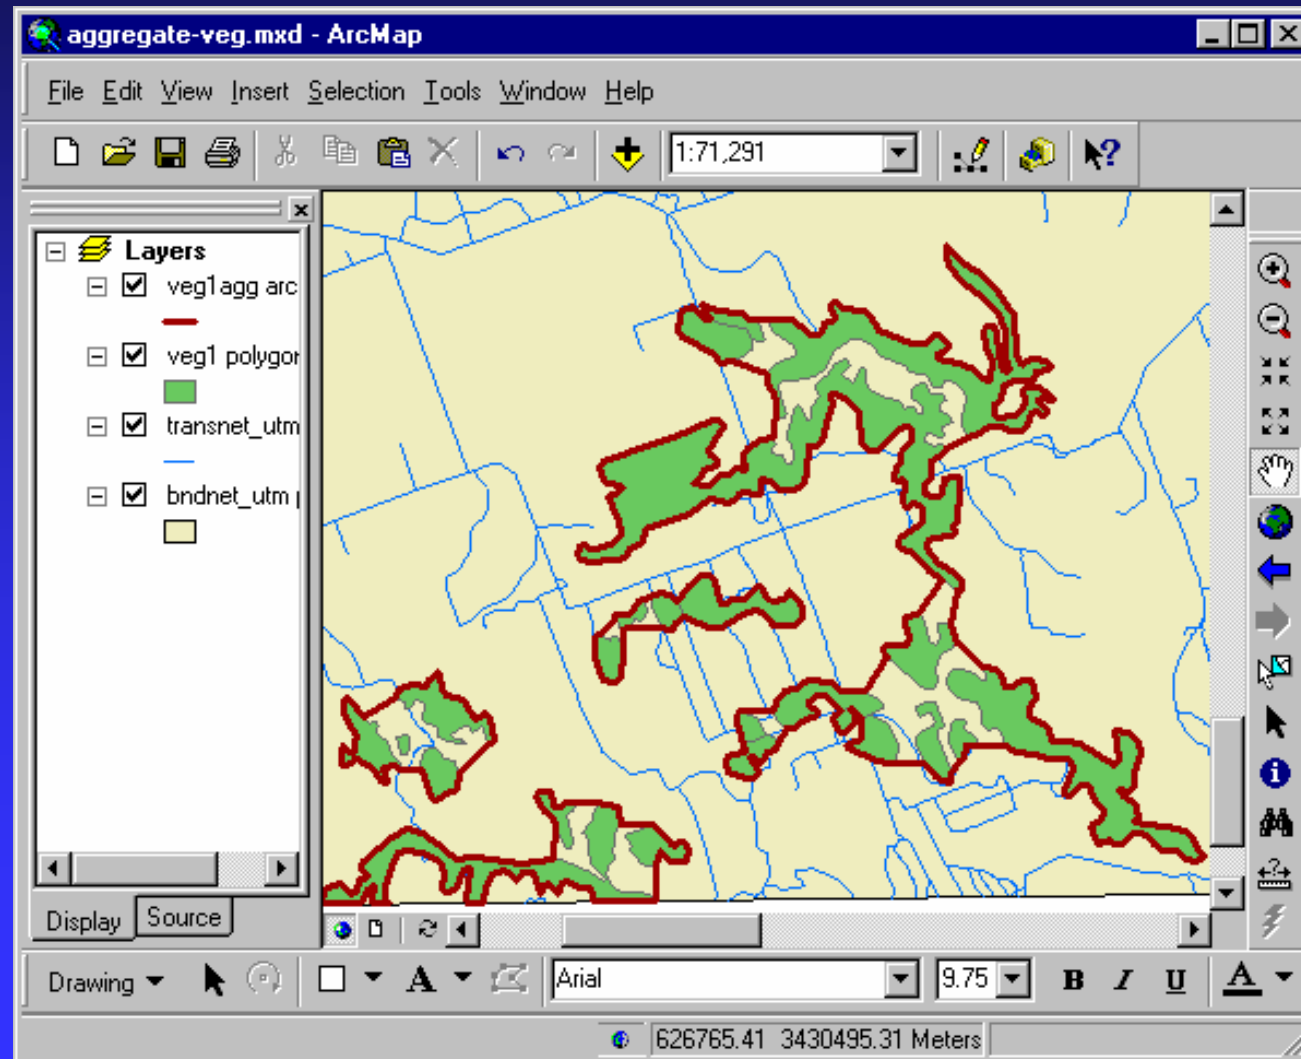 aggregate-veg.mxd - ArcMap
File Edit View Insert Selection Tools Window Help
1:71,291
Layers
veg1agg arc
veg1 polygor
transnet_utm
bndnet_utm p
Display Source
Drawing A Arial 9.75 B I U A
626765.41 3430495.31 Meters